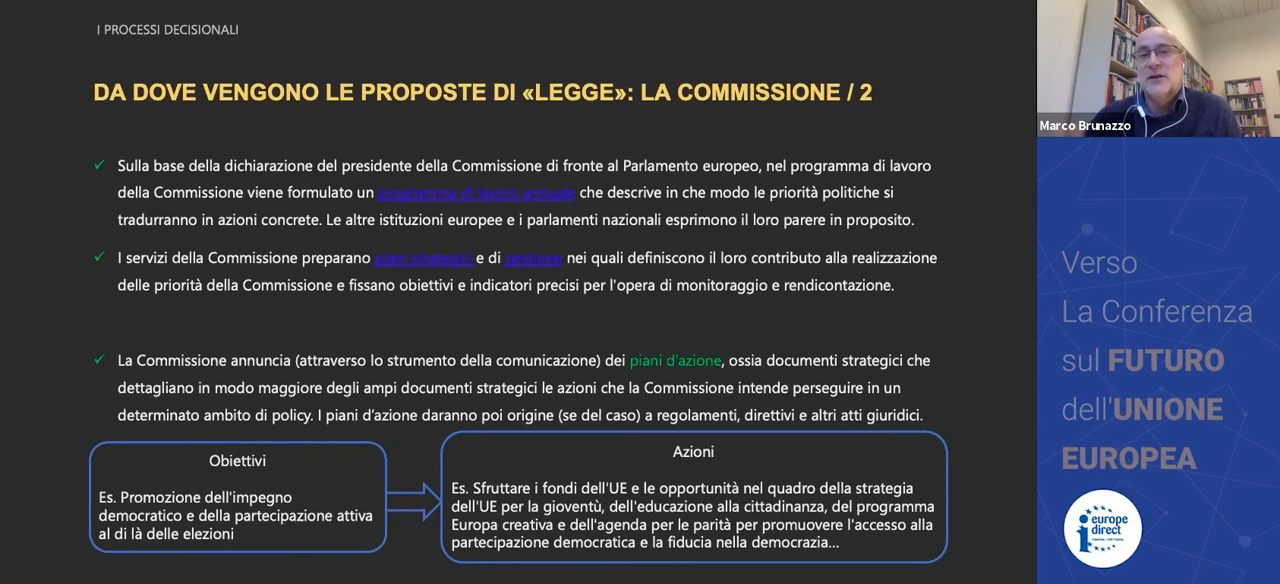 I PROCESSI DECISIONALI
DA DOVE VENGONO LE PROPOSTE DI «LEGGE»: LA COMMISSIONE / 2
✓ Sulla base della dichiarazione del presidente della Commissione di fronte al Parlamento europeo, nel programma di lavoro
della Commissione viene formulato un programma di lavoro annuale che descrive in che modo le priorità politiche si
tradurranno in azioni concrete. Le altre istituzioni europee e i parlamenti nazionali esprimono il loro parere in proposito.
✓ I servizi della Commissione preparano piani strategici e di gestione nei quali definiscono il loro contributo alla realizzazione
delle priorità della Commissione e fissano obiettivi e indicatori precisi per l'opera di monitoraggio e rendicontazione.
✓ La Commissione annuncia (attraverso lo strumento della comunicazione) dei piani d'azione, ossia documenti strategici che
dettagliano in modo maggiore degli ampi documenti strategici le azioni che la Commissione intende perseguire in un
determinato ambito di policy. I piani d'azione daranno poi origine (se del caso) a regolamenti, direttivi e altri atti giuridici.
Obiettivi
Es. Promozione dell'impegno
democratico e della partecipazione attiva
al di là delle elezioni
Azioni
Es. Sfruttare i fondi dell'UE e le opportunità nel quadro della strategia
dell'UE per la gioventù, dell'educazione alla cittadinanza, del programma
Europa creativa e dell'agenda per le parità per promuovere l'accesso alla
partecipazione democratica e la fiducia nella democrazia...
Marco Brunazzo
Verso
La Conferenza
sul FUTURO
dell'UNIONE
EUROPEA
europe
direct